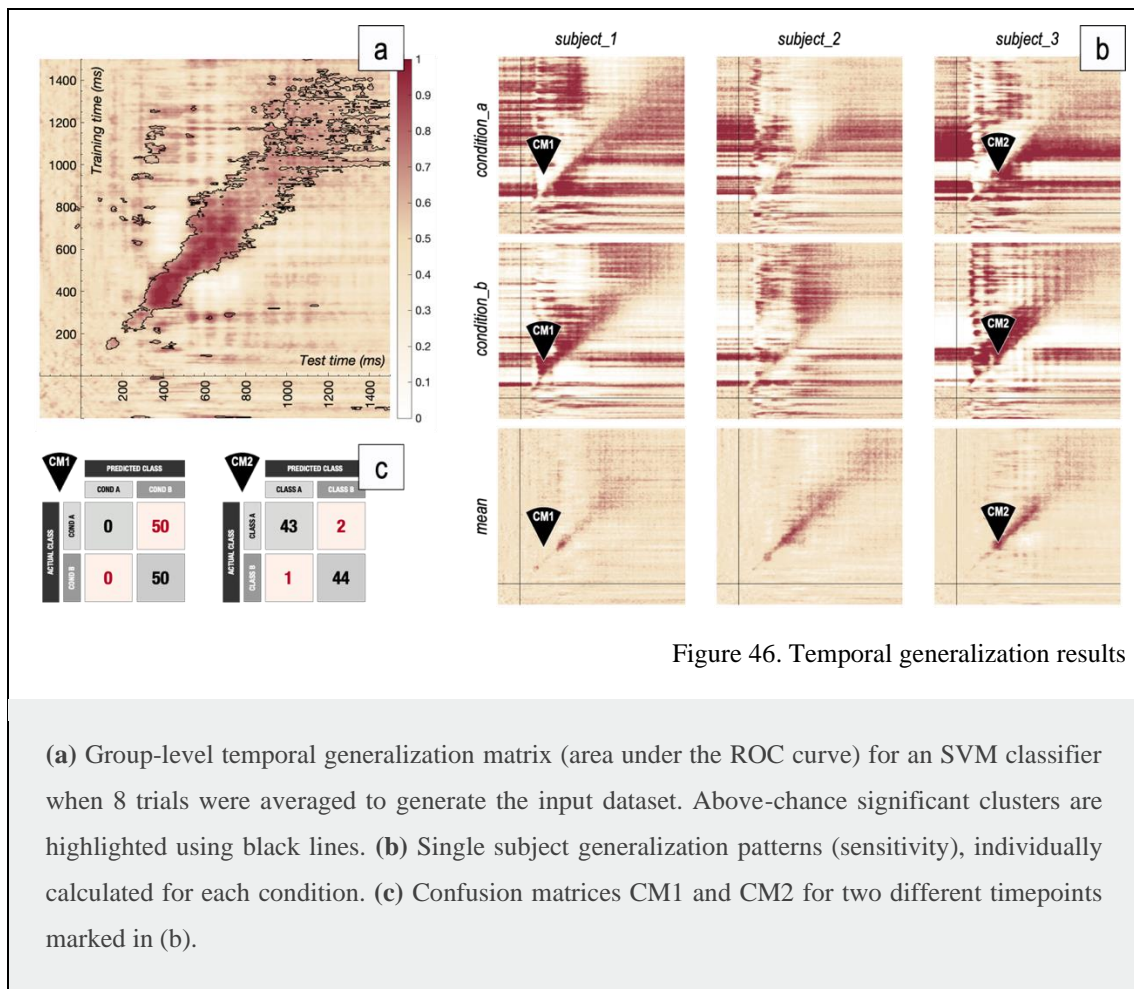 a
Training time (ms)
1400
1200
1000
800
600
400
200
Test time (ms)
200
400
600
800
1000
1200
1400
1
0.9
0.8
0.7
0.6
0.5
0.4
0.3
0.2
0.1
0
b
subject_1
subject_2
subject_3
condition_a
CM1
CM2
condition_b
CM1
CM2
mean
CM1
CM2
c
CM1
PREDICTED CLASS
COND A COND B
ACTUAL CLASS
COND A
0 50
COND B
0 50
CM2
PREDICTED CLASS
CLASS A CLASS B
ACTUAL CLASS
CLASS A
43 2
CLASS B
1 44
Figure 46. Temporal generalization results
(a) Group-level temporal generalization matrix (area under the ROC curve) for an SVM classifier
when 8 trials were averaged to generate the input dataset. Above-chance significant clusters are
highlighted using black lines. (b) Single subject generalization patterns (sensitivity), individually
calculated for each condition. (c) Confusion matrices CM1 and CM2 for two different timepoints
marked in (b).